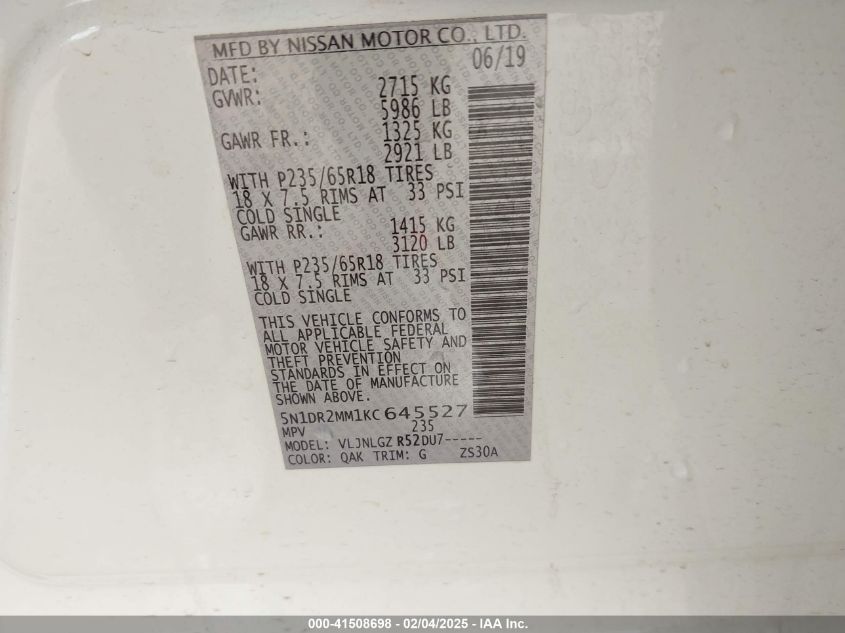 MFD BY NISSAN MOTOR CO., LTD.
DATE: 06/19
GVWR: 2715 KG
5986 LB
GAWR FR.: 1325 KG
2921 LB
WITH P235/65R18 TIRES
18 X 7.5 RIMS AT 33 PSI
COLD SINGLE
GAWR RR.: 1415 KG
3120 LB
WITH P235/65R18 TIRES
18 X 7.5 RIMS AT 33 PSI
COLD SINGLE
THIS VEHICLE CONFORMS TO
ALL APPLICABLE FEDERAL
MOTOR VEHICLE SAFETY AND
THEFT PREVENTION
STANDARDS IN EFFECT ON
THE DATE OF MANUFACTURE
SHOWN ABOVE.
5N1DR2MM1KC645527
MPV 235
MODEL: VLJNLGZ R52DU7-----
COLOR: QAK TRIM: G ZS30A
000-41508698 - 02/04/2025 - IAA Inc.